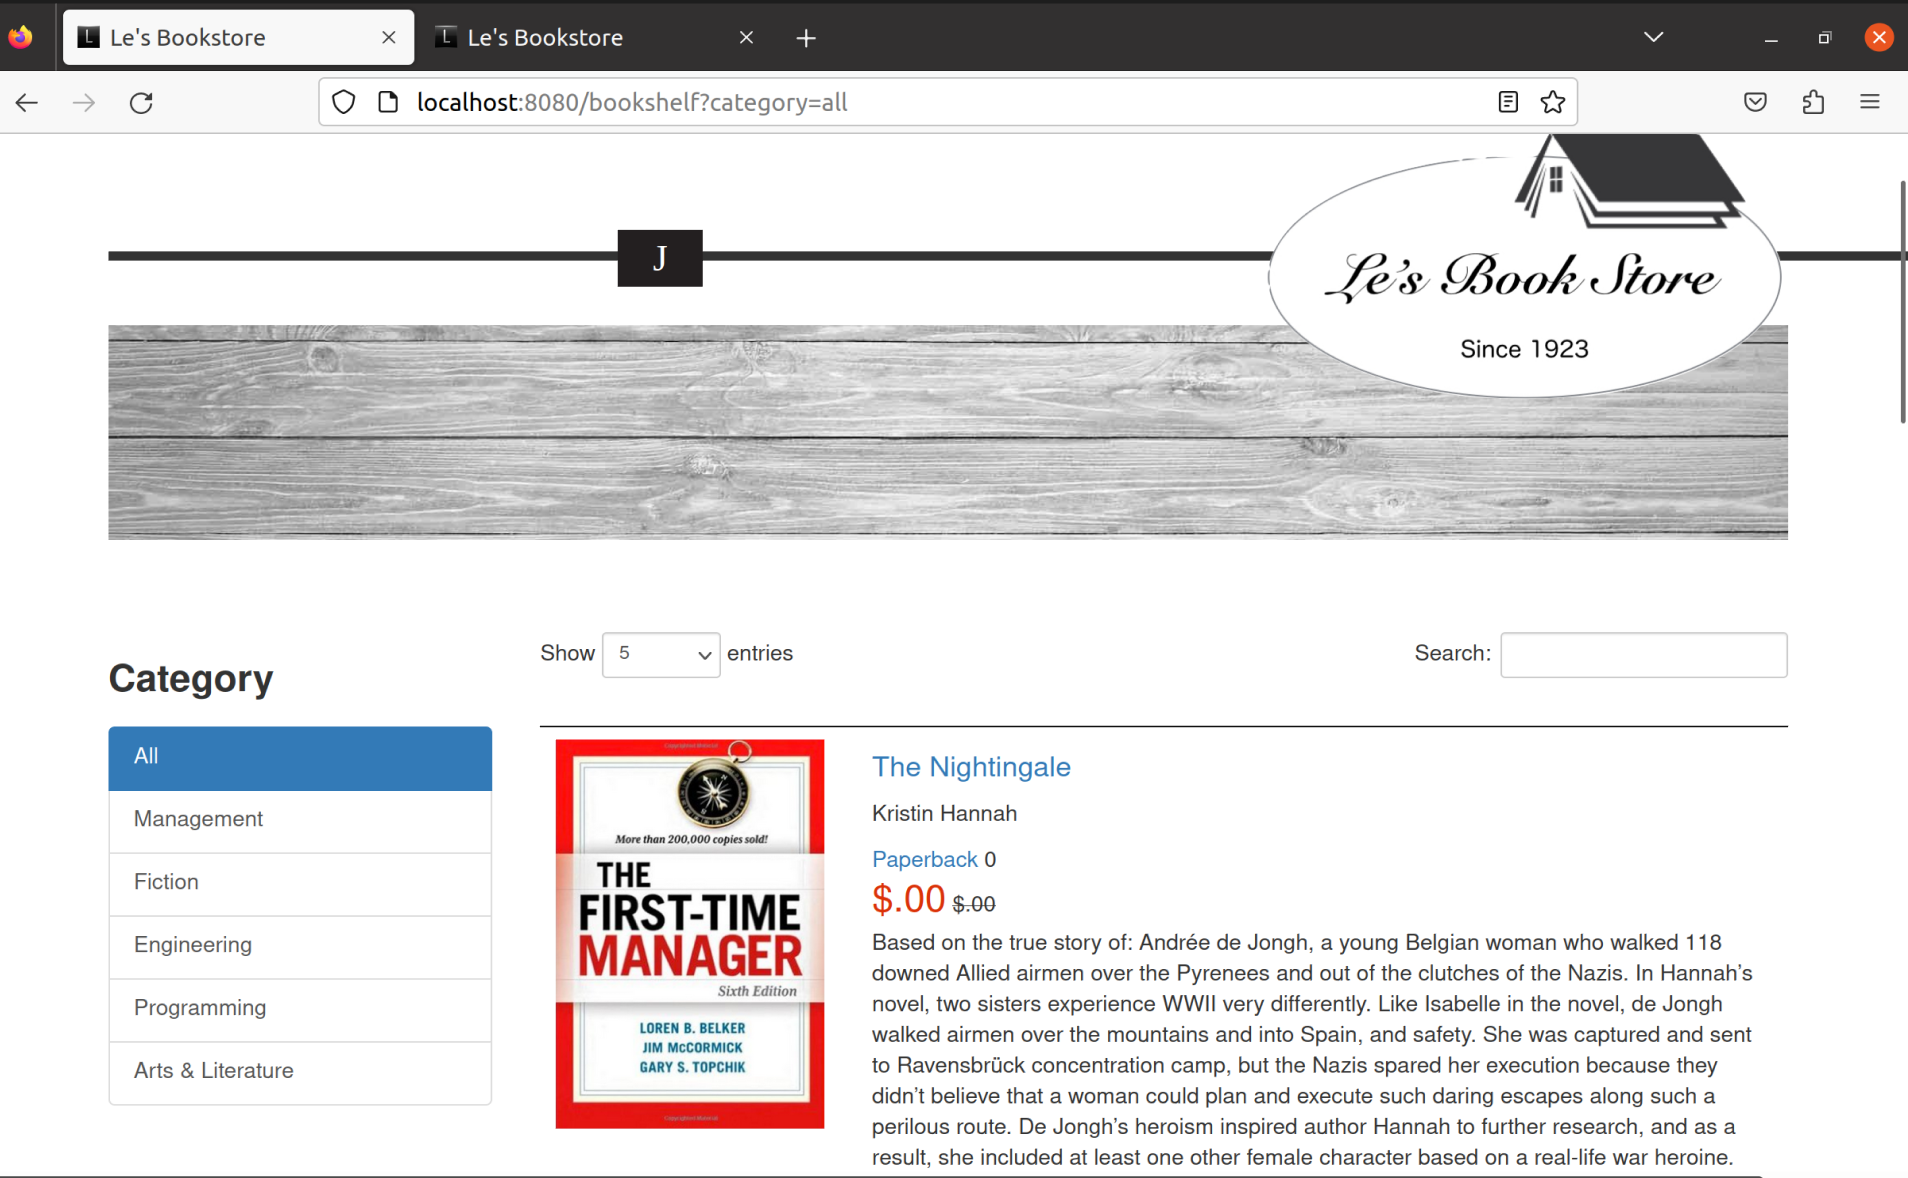 L Le's Bookstore
L Le's Bookstore
localhost:8080/bookshelf?category=all
J
Le's Book Store
Since 1923
Show 5 entries
Search:
Category
All
Management
Fiction
Engineering
Programming
Arts & Literature
More than 200,000 copies sold!
THE
FIRST-TIME
MANAGER
Sixth Edition
LOREN B. BELKER
JIM McCORMICK
GARY S. TOPCHIK
The Nightingale
Kristin Hannah
Paperback 0
$.00 $.00
Based on the true story of: Andrée de Jongh, a young Belgian woman who walked 118
downed Allied airmen over the Pyrenees and out of the clutches of the Nazis. In Hannah’s
novel, two sisters experience WWII very differently. Like Isabelle in the novel, de Jongh
walked airmen over the mountains and into Spain, and safety. She was captured and sent
to Ravensbrück concentration camp, but the Nazis spared her execution because they
didn’t believe that a woman could plan and execute such daring escapes along such a
perilous route. De Jongh’s heroism inspired author Hannah to further research, and as a
result, she included at least one other female character based on a real-life war heroine.